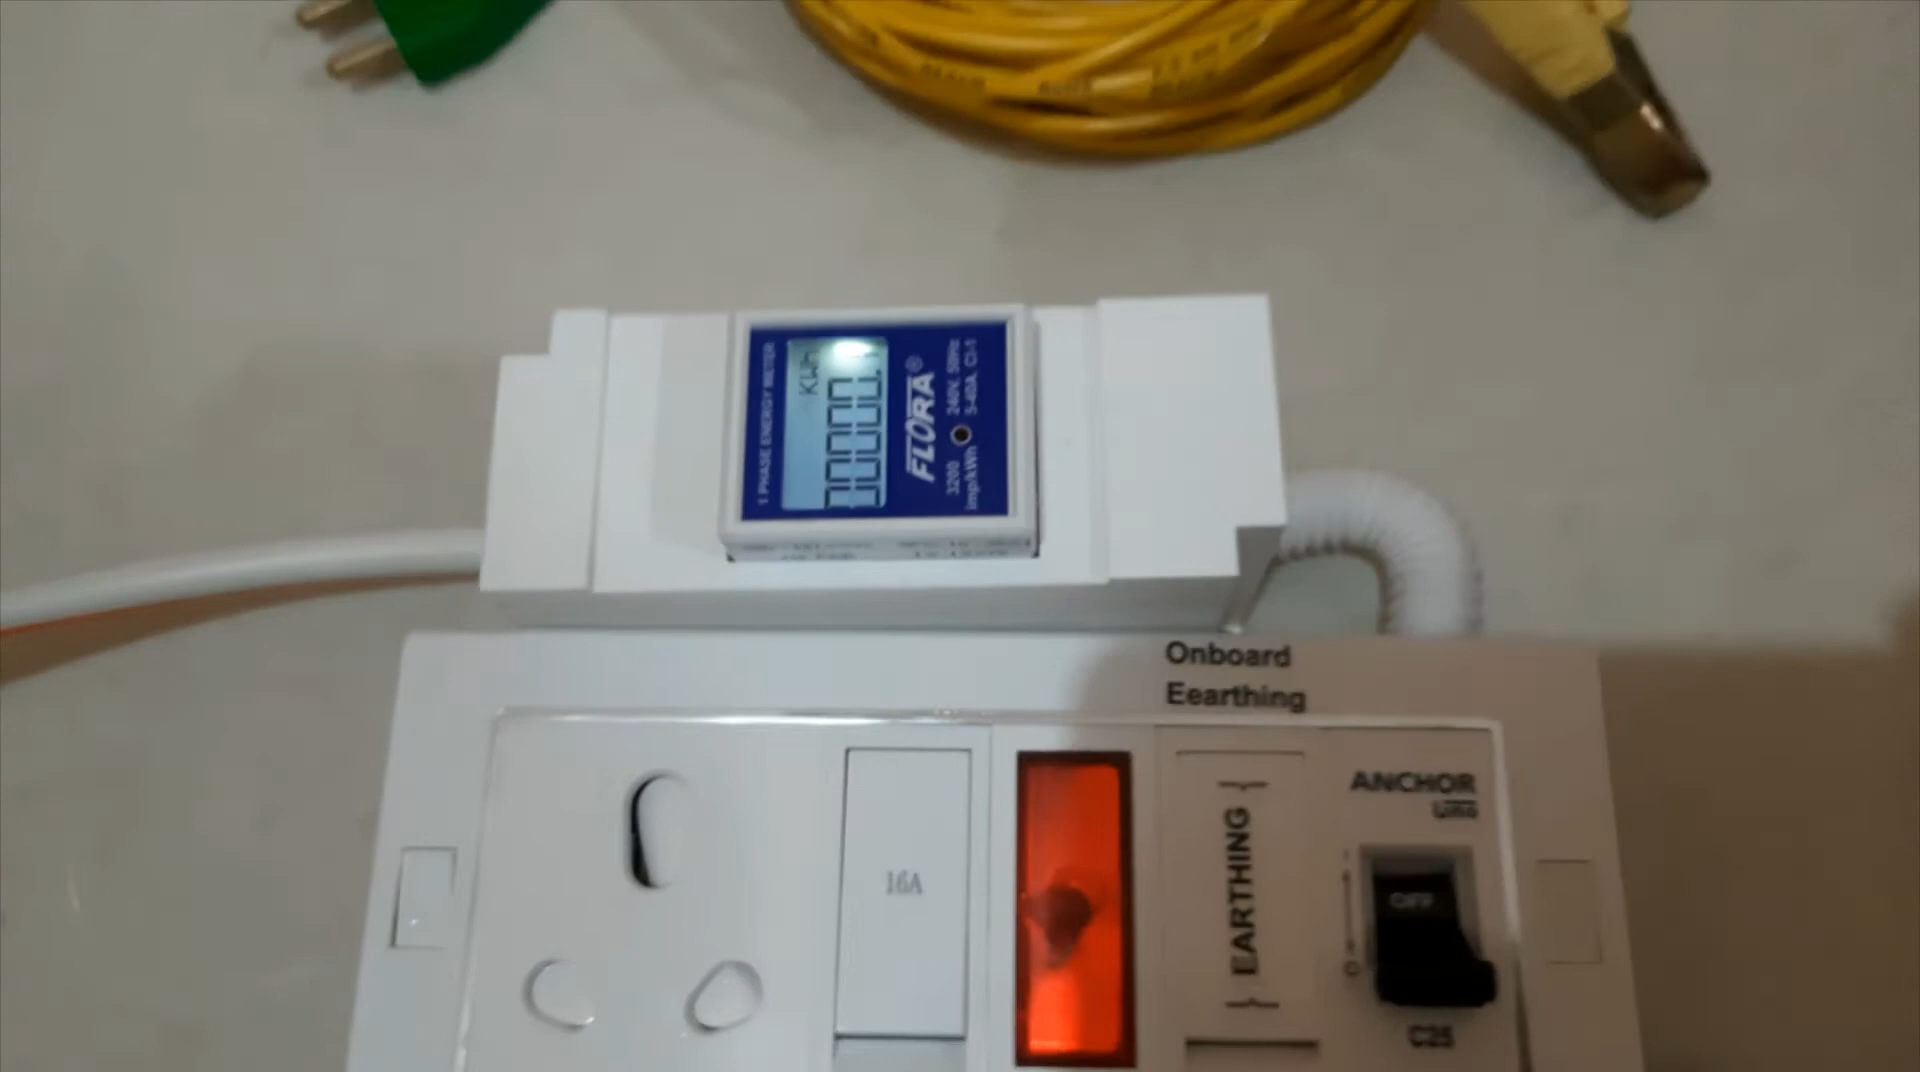 1 PHASE ENERGY METER
KWh
00000.1
FLORA®
3200 imp/kWh
240V, 50Hz
5-40A, Cl-1
Onboard
Eearthing
16A
EARTHING
ANCHOR
UNO
OFF
C25